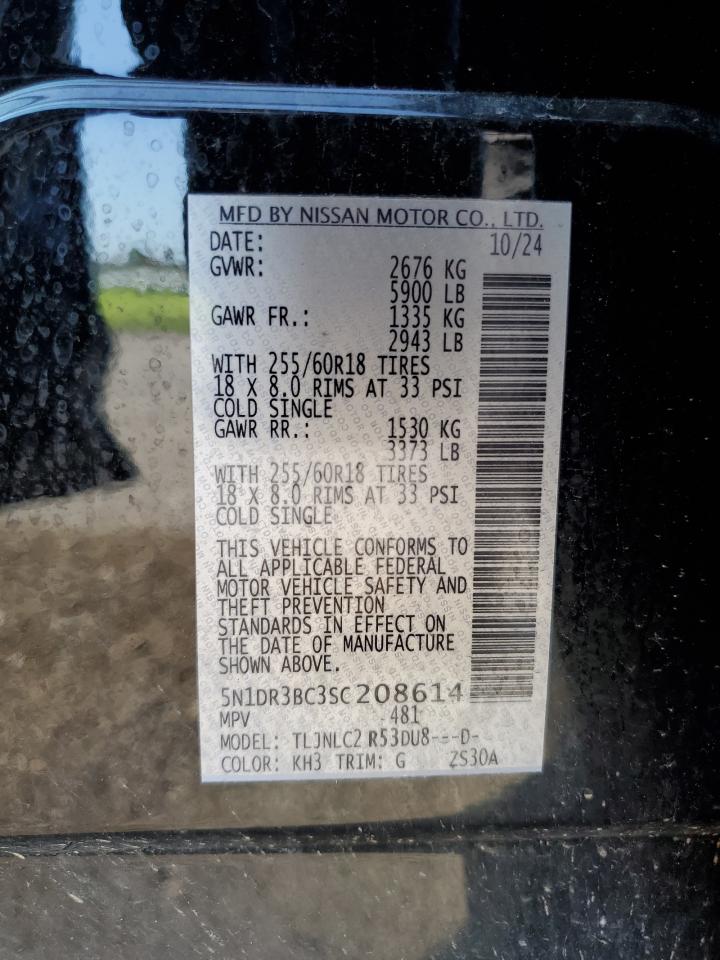 MFD BY NISSAN MOTOR CO., LTD.
DATE: 10/24
GVWR: 2676 KG
5900 LB
GAWR FR.: 1335 KG
2943 LB
WITH 255/60R18 TIRES
18 X 8.0 RIMS AT 33 PSI
COLD SINGLE
GAWR RR.: 1530 KG
3373 LB
WITH 255/60R18 TIRES
18 X 8.0 RIMS AT 33 PSI
COLD SINGLE
THIS VEHICLE CONFORMS TO
ALL APPLICABLE FEDERAL
MOTOR VEHICLE SAFETY AND
THEFT PREVENTION
STANDARDS IN EFFECT ON
THE DATE OF MANUFACTURE
SHOWN ABOVE.
5N1DR3BC3SC208614
MPV 481
MODEL: R53DU8---D-
COLOR: KH3 TRIM: G ZS30A